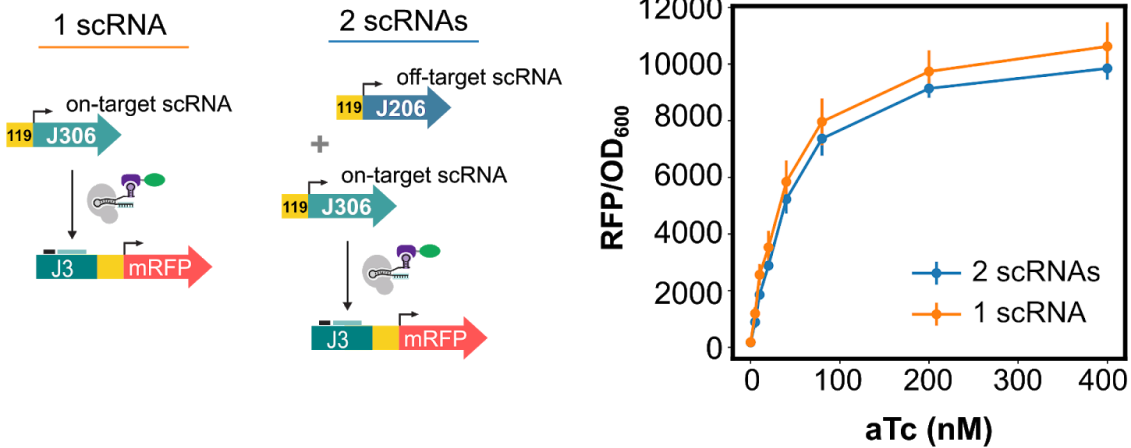 1 scRNA
on-target scRNA
119
J306
J3
mRFP
2 scRNAs
off-target scRNA
119
J206
+
on-target scRNA
119
J306
J3
mRFP
12000
10000
8000
6000
4000
2000
0
RFP/OD600
2 scRNAs
1 scRNA
0 100 200 300 400
aTc (nM)